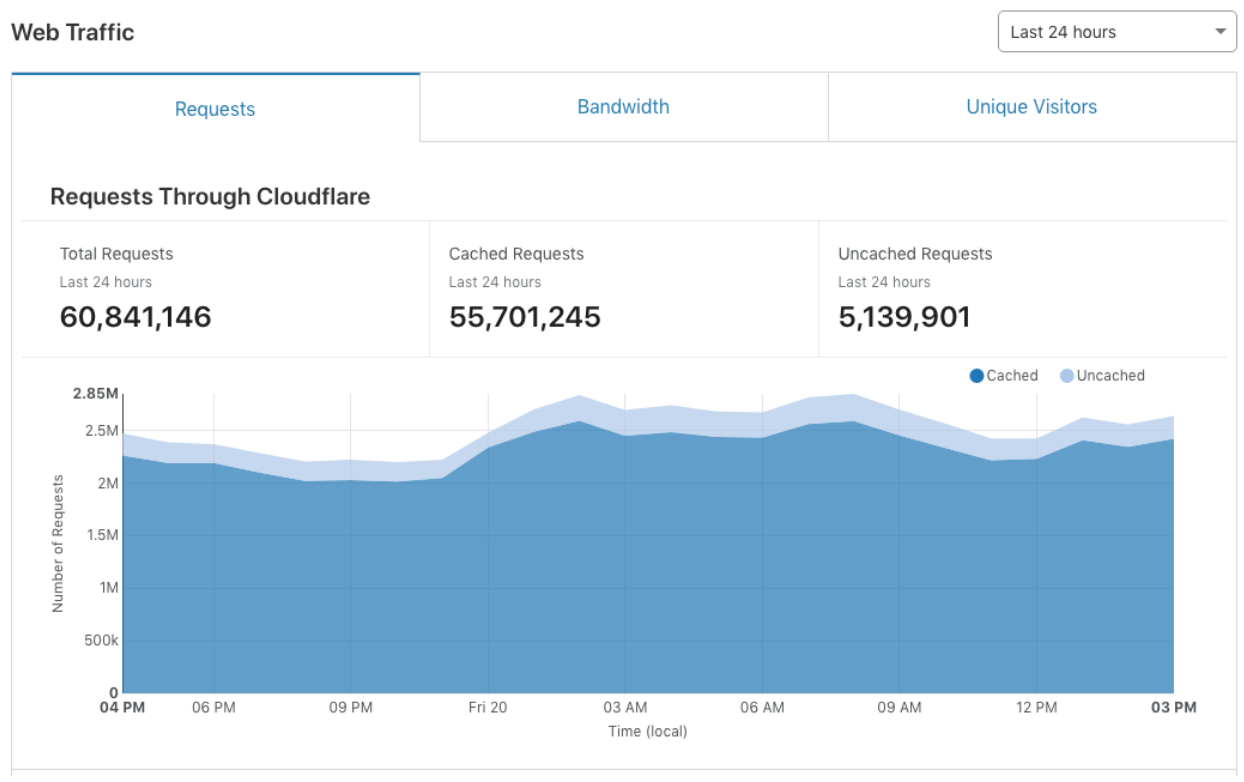 Web Traffic
Last 24 hours
Requests
Bandwidth
Unique Visitors
Requests Through Cloudflare
Total Requests
Last 24 hours
60,841,146
Cached Requests
Last 24 hours
55,701,245
Uncached Requests
Last 24 hours
5,139,901
Cached
Uncached
2.85M
2.5M
2M
1.5M
1M
500k
0
Number of Requests
04 PM
06 PM
09 PM
Fri 20
03 AM
06 AM
09 AM
12 PM
03 PM
Time (local)